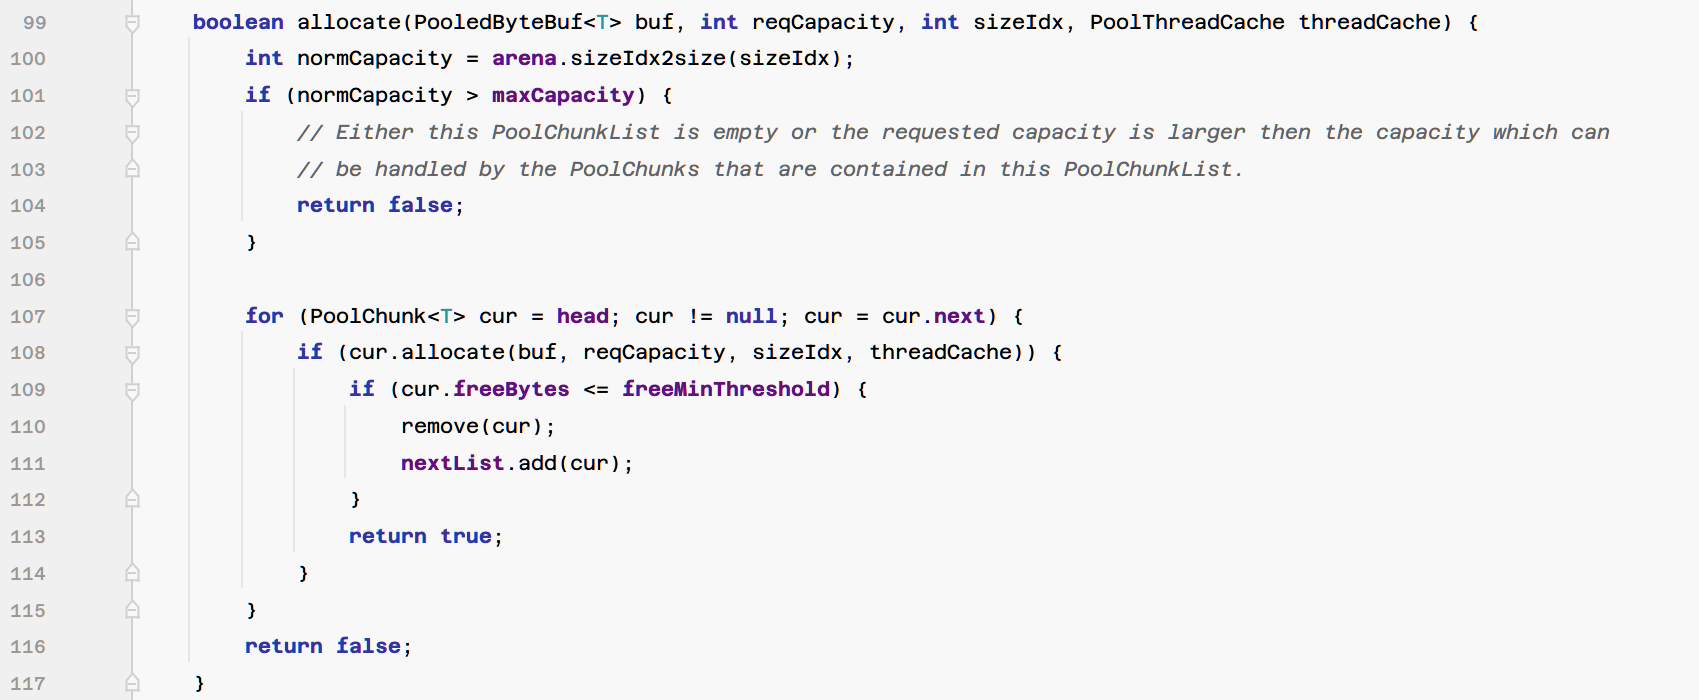 99 boolean allocate(PooledByteBuf<T> buf, int reqCapacity, int sizeIdx, PoolThreadCache threadCache) {
100 int normCapacity = arena.sizeIdx2size(sizeIdx);
101 if (normCapacity > maxCapacity) {
102 // Either this PoolChunkList is empty or the requested capacity is larger then the capacity which can
103 // be handled by the PoolChunks that are contained in this PoolChunkList.
104 return false;
105 }
106
107 for (PoolChunk<T> cur = head; cur != null; cur = cur.next) {
108 if (cur.allocate(buf, reqCapacity, sizeIdx, threadCache)) {
109 if (cur.freeBytes <= freeMinThreshold) {
110 remove(cur);
111 nextList.add(cur);
112 }
113 return true;
114 }
115 }
116 return false;
117 }